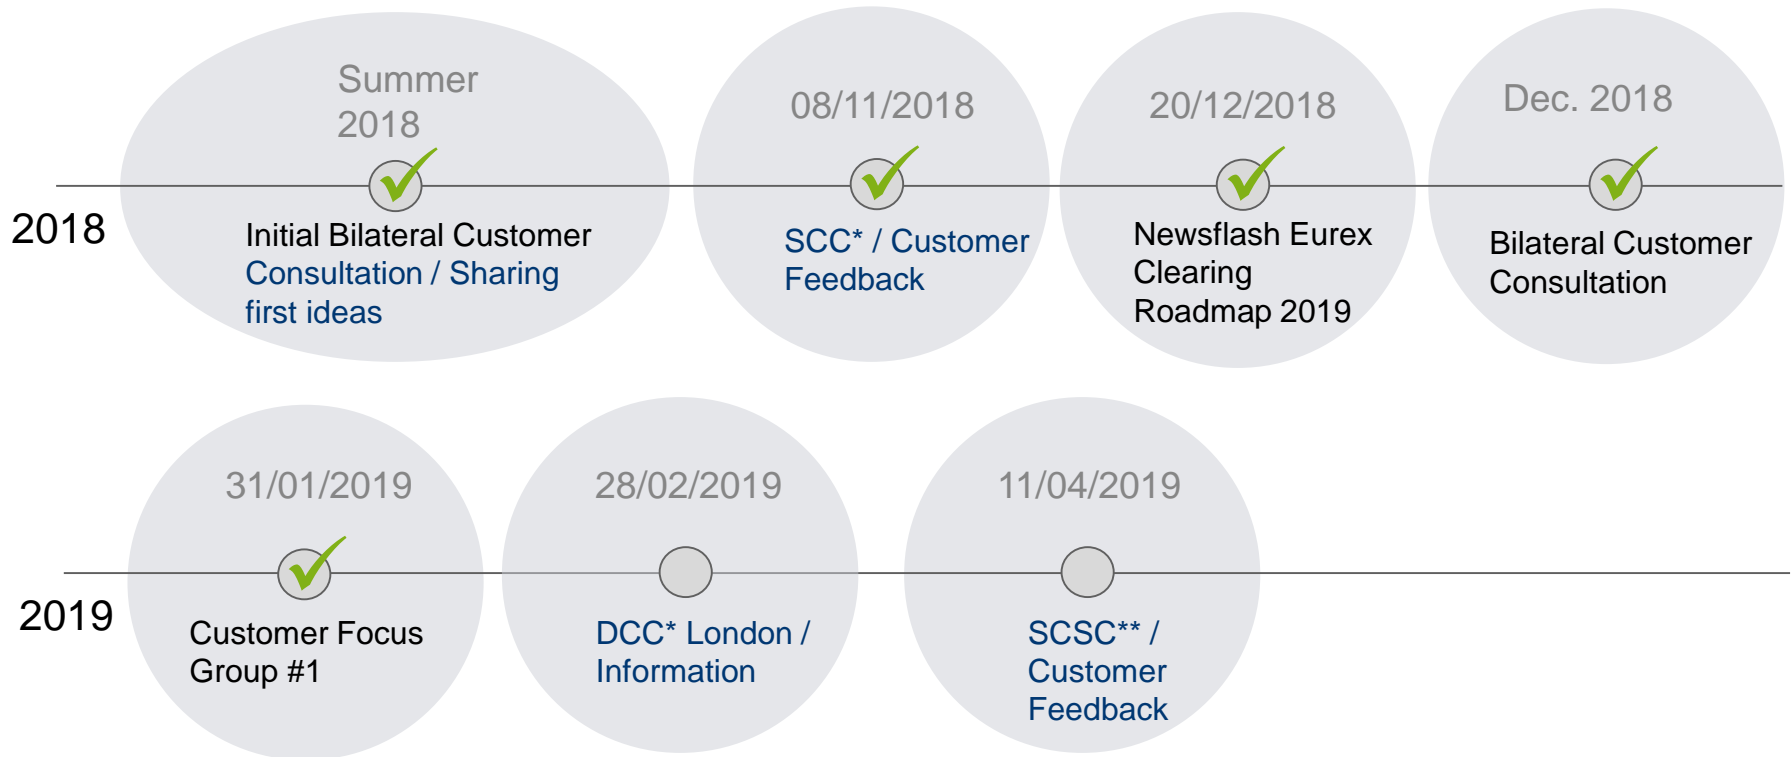 Summer
2018
08/11/2018
20/12/2018
Dec. 2018
2018
Initial Bilateral Customer
Consultation / Sharing
first ideas
SCC* / Customer
Feedback
Newsflash Eurex
Clearing
Roadmap 2019
Bilateral Customer
Consultation
31/01/2019
28/02/2019
11/04/2019
2019
Customer Focus
Group #1
DCC* London /
Information
SCSC** /
Customer
Feedback